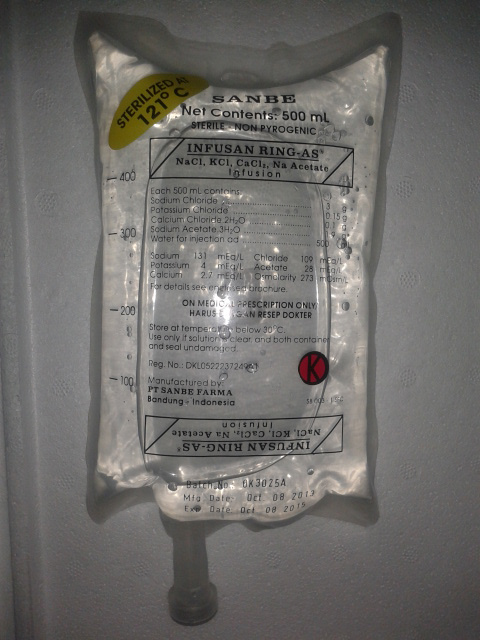 STERILIZED AT
121° C
SANBE
Net Contents: 500 mL
STERILE - NON PYROGENIC
INFUSAN RING-AS®
NaCl, KCl, CaCl₂, Na Acetate
Infusion
400
300
200
100
Each 500 mL contains:
Sodium Chloride 3 g
Potassium Chloride 0.15 g
Calcium Chloride 2H₂O 0.1 g
Sodium Acetate 3H₂O 1.9 g
Water for injection ad 500
Sodium 131 mEq/L Chloride 109 mEq/L
Potassium 4 mEq/L Acetate 28 mEq/L
Calcium 2.7 mEq/L Osmolarity 273 mOsm/L
For details see enclosed brochure.
ON MEDICAL PRESCRIPTION ONLY
HARUS DENGAN RESEP DOKTER
Store at temperature below 30°C.
Use only if solution is clear, and both container
and seal undamaged.
Reg. No.:
K
Manufactured by:
PT SANBE FARMA
Bandung - Indonesia
INFUSAN RING-AS®
NaCl, KCl, CaCl₂, Na Acetate
Infusion
Batch No: UK3025A
Mfg Date: Oct 08 2013
Exp Date: Oct 08 2015